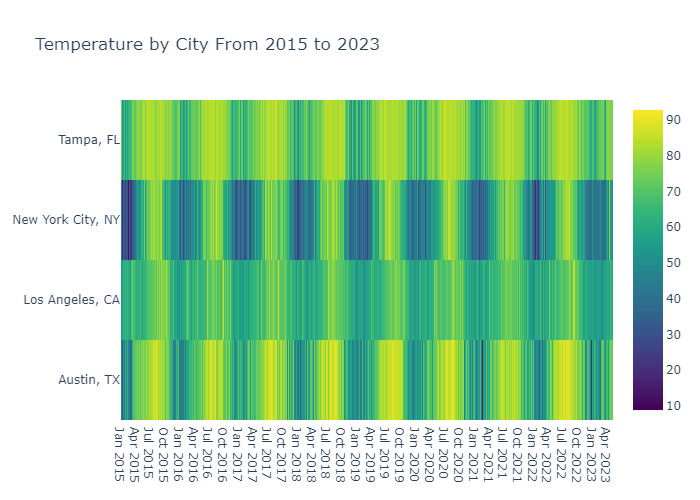 Temperature by City From 2015 to 2023
Tampa, FL
New York City, NY
Los Angeles, CA
Austin, TX
90
80
70
60
50
40
30
20
10
Jan 2015
Apr 2015
Jul 2015
Oct 2015
Jan 2016
Apr 2016
Jul 2016
Oct 2016
Jan 2017
Apr 2017
Jul 2017
Oct 2017
Jan 2018
Apr 2018
Jul 2018
Oct 2018
Jan 2019
Apr 2019
Jul 2019
Oct 2019
Jan 2020
Apr 2020
Jul 2020
Oct 2020
Jan 2021
Apr 2021
Jul 2021
Oct 2021
Jan 2022
Apr 2022
Jul 2022
Oct 2022
Jan 2023
Apr 2023